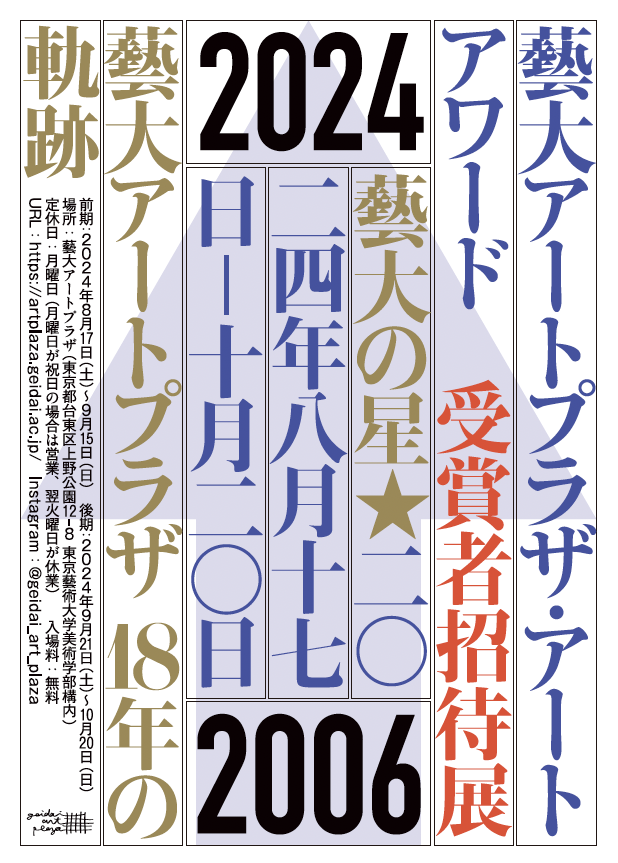 藝大アートプラザ・アート
アワード 受賞者招待展
2024
藝大の星★二〇
二四年八月十七
日－十月二〇日
2006
藝大アートプラザ 18年の
軌跡
前期：2024年8月17日（土）～9月15日（日）　後期：2024年9月21日（土）～10月20日（日）
場所：藝大アートプラザ（東京都台東区上野公園12-8 東京藝術大学美術学部構内）
定休日：月曜日（月曜日が祝日の場合は営業、翌火曜日が休業）　入場料：無料
URL：https://artplaza.geidai.ac.jp/　Instagram：@geidai_art_plaza
geidai
art
plaza